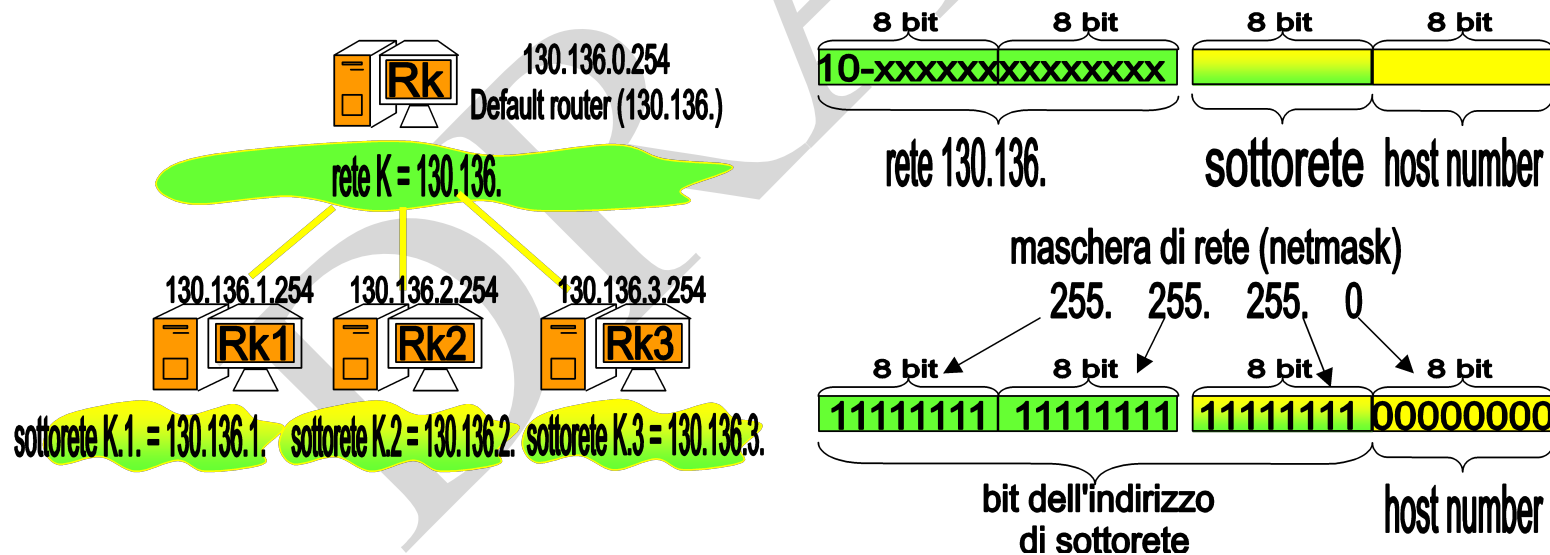 Rk
130.136.0.254
Default router (130.136.)
rete K = 130.136.
130.136.1.254
130.136.2.254
130.136.3.254
Rk1
Rk2
Rk3
sottorete K.1. = 130.136.1.
sottorete K.2 = 130.136.2.
sottorete K.3 = 130.136.3.
8 bit 8 bit 8 bit 8 bit
10-xxxxxxxxxxxxxx
rete 130.136. sottorete host number
maschera di rete (netmask)
255. 255. 255. 0
8 bit 8 bit 8 bit 8 bit
11111111 11111111 11111111 00000000
bit dell'indirizzo
di sottorete
host number